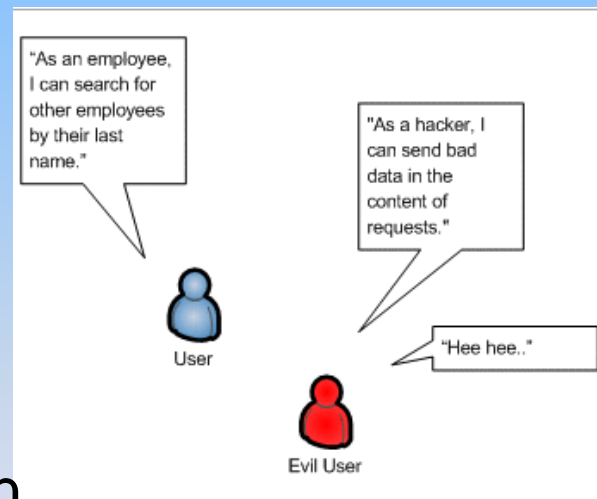 “As an employee,
I can search for
other employees
by their last
name.”
"As a hacker, I
can send bad
data in the
content of
requests."
“Hee hee..”
User
Evil User